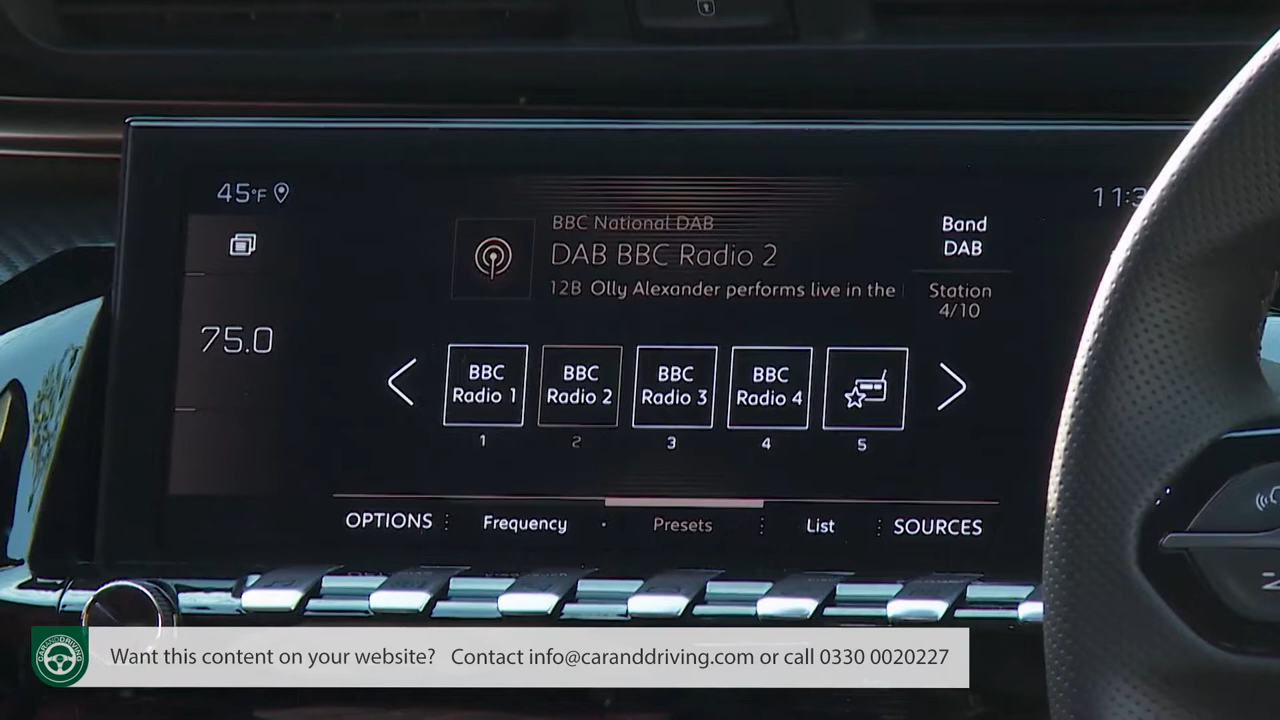 45°F
11:3
BBC National DAB
DAB BBC Radio 2
12B Olly Alexander performs live in the
Band
DAB
Station
4/10
75.0
BBC
Radio 1
BBC
Radio 2
BBC
Radio 3
BBC
Radio 4
1
2
3
4
5
OPTIONS
Frequency
Presets
List
SOURCES
CARANDDRIVING
Want this content on your website? Contact info@caranddriving.com or call 0330 0020227